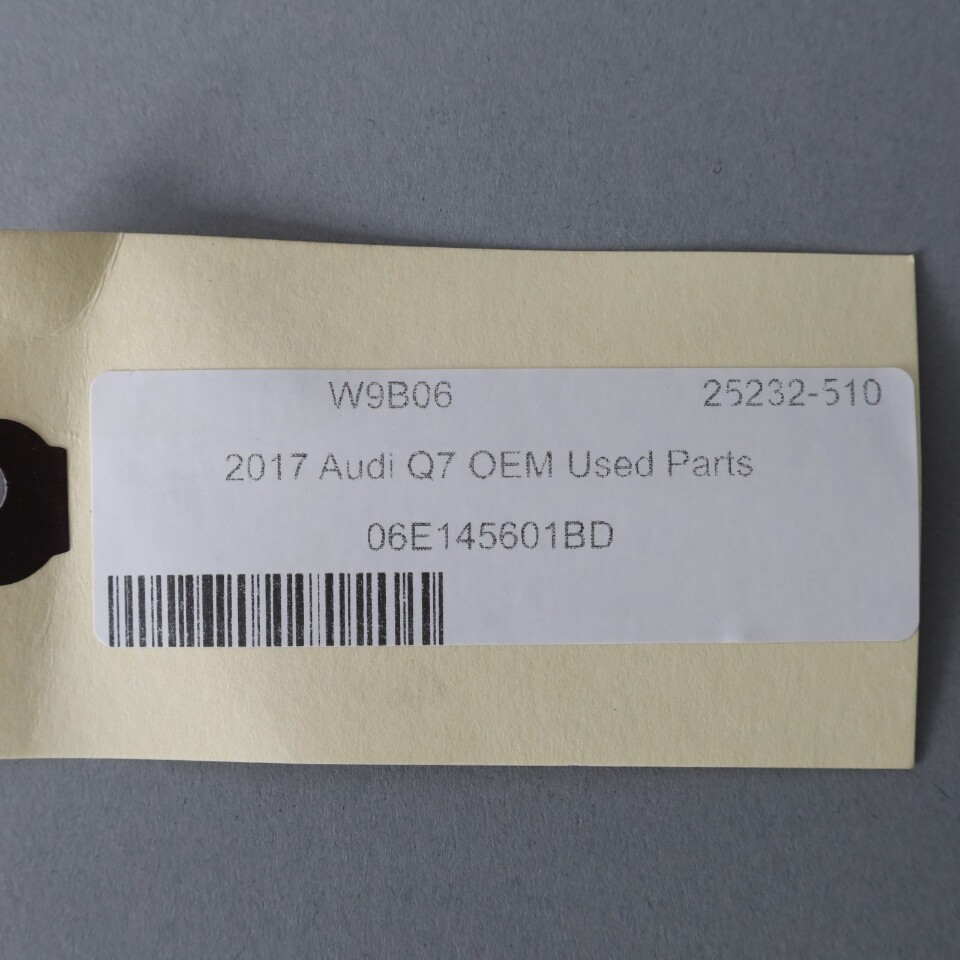 W9B06 25232-510
2017 Audi Q7 OEM Used Parts
06E145601BD